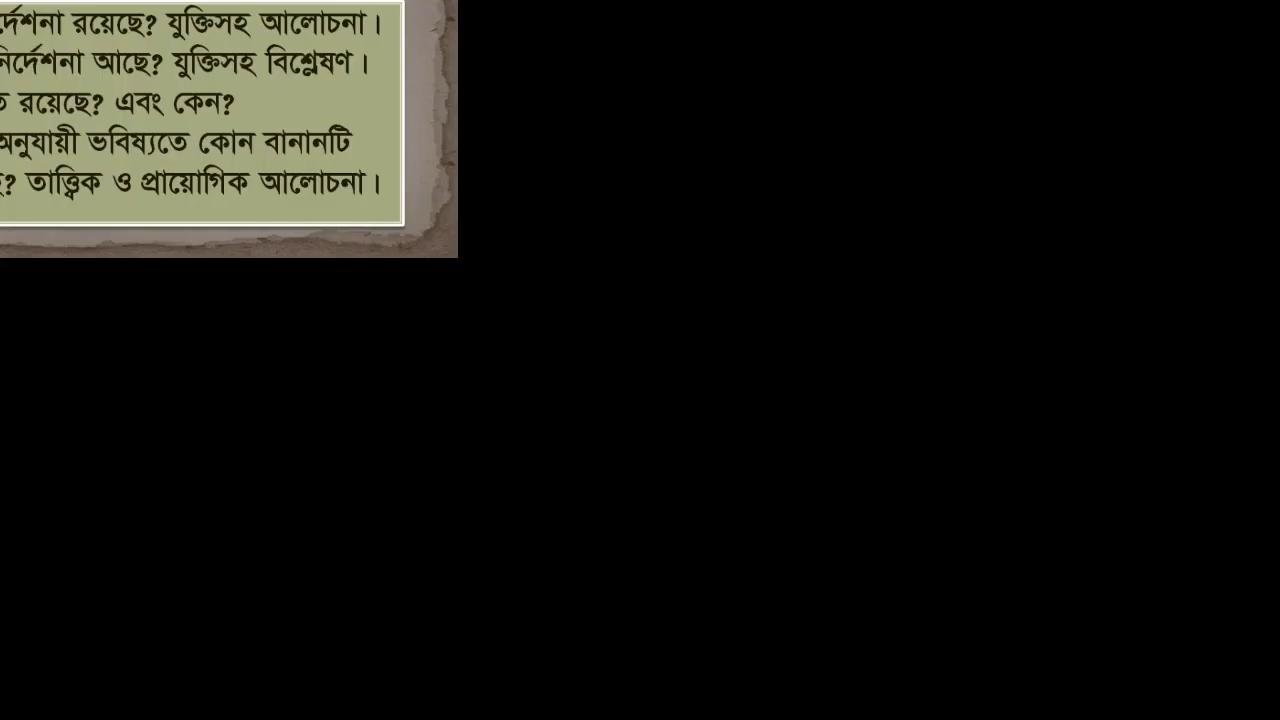 র্দেশনা রয়েছে? যুক্তিসহ আলোচনা।
নির্দেশনা আছে? যুক্তিসহ বিশ্লেষণ।
রয়েছে? এবং কেন?
অনুযায়ী ভবিষ্যতে কোন বানানটি
? তাত্ত্বিক ও প্রায়োগিক আলোচনা।